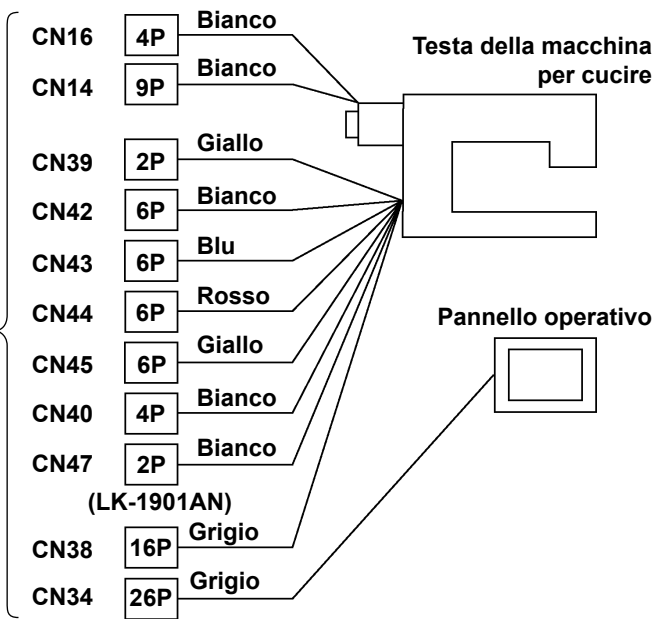 CN16 4P Bianco
CN14 9P Bianco
Testa della macchina
per cucire
CN39 2P Giallo
CN42 6P Bianco
CN43 6P Blu
CN44 6P Rosso
Pannello operativo
CN45 6P Giallo
CN40 4P Bianco
CN47 2P Bianco
(LK-1901AN)
CN38 16P Grigio
CN34 26P Grigio